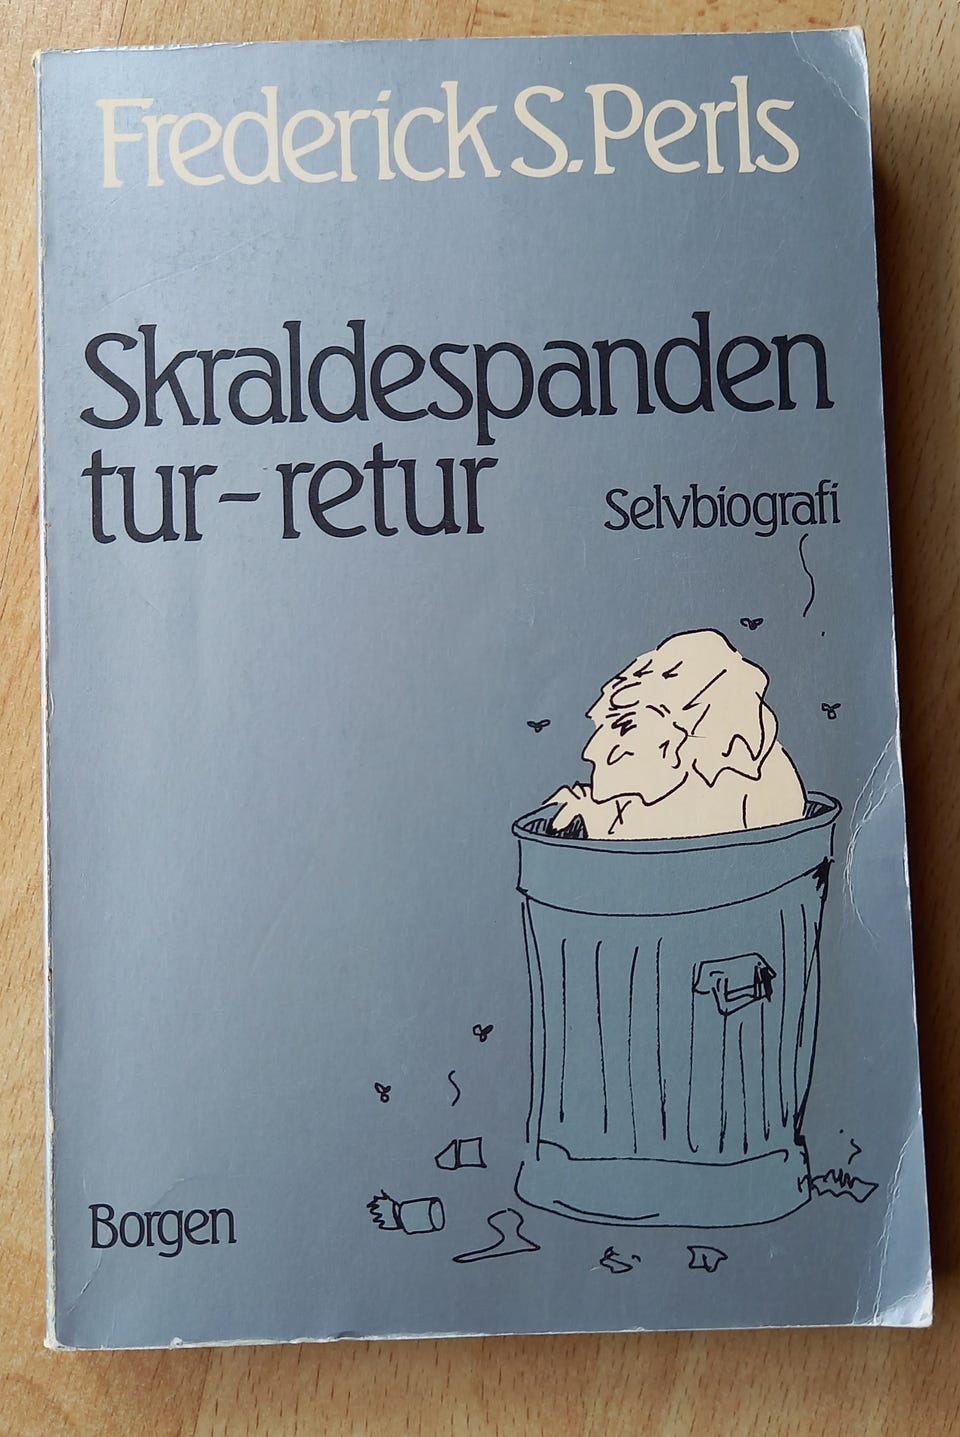 Frederick S. Perls
Skraldespanden
tur-retur
Selvbiografi
Borgen